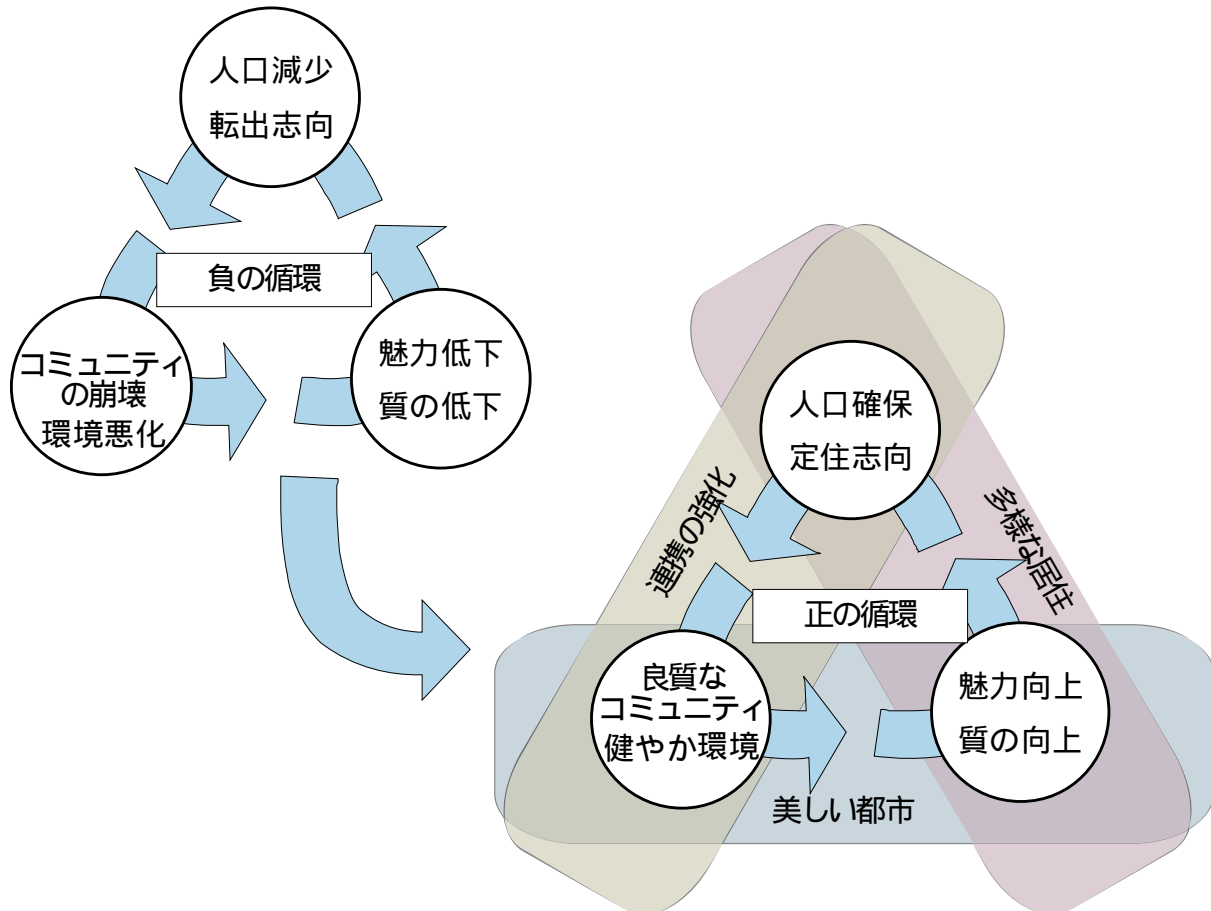 人口減少
転出志向
負の循環
コミュニティ
の崩壊
環境悪化
魅力低下
質の低下
人口確保
定住志向
連携の強化
多様な居住
正の循環
良質な
コミュニティ
健やか環境
魅力向上
質の向上
美しい都市